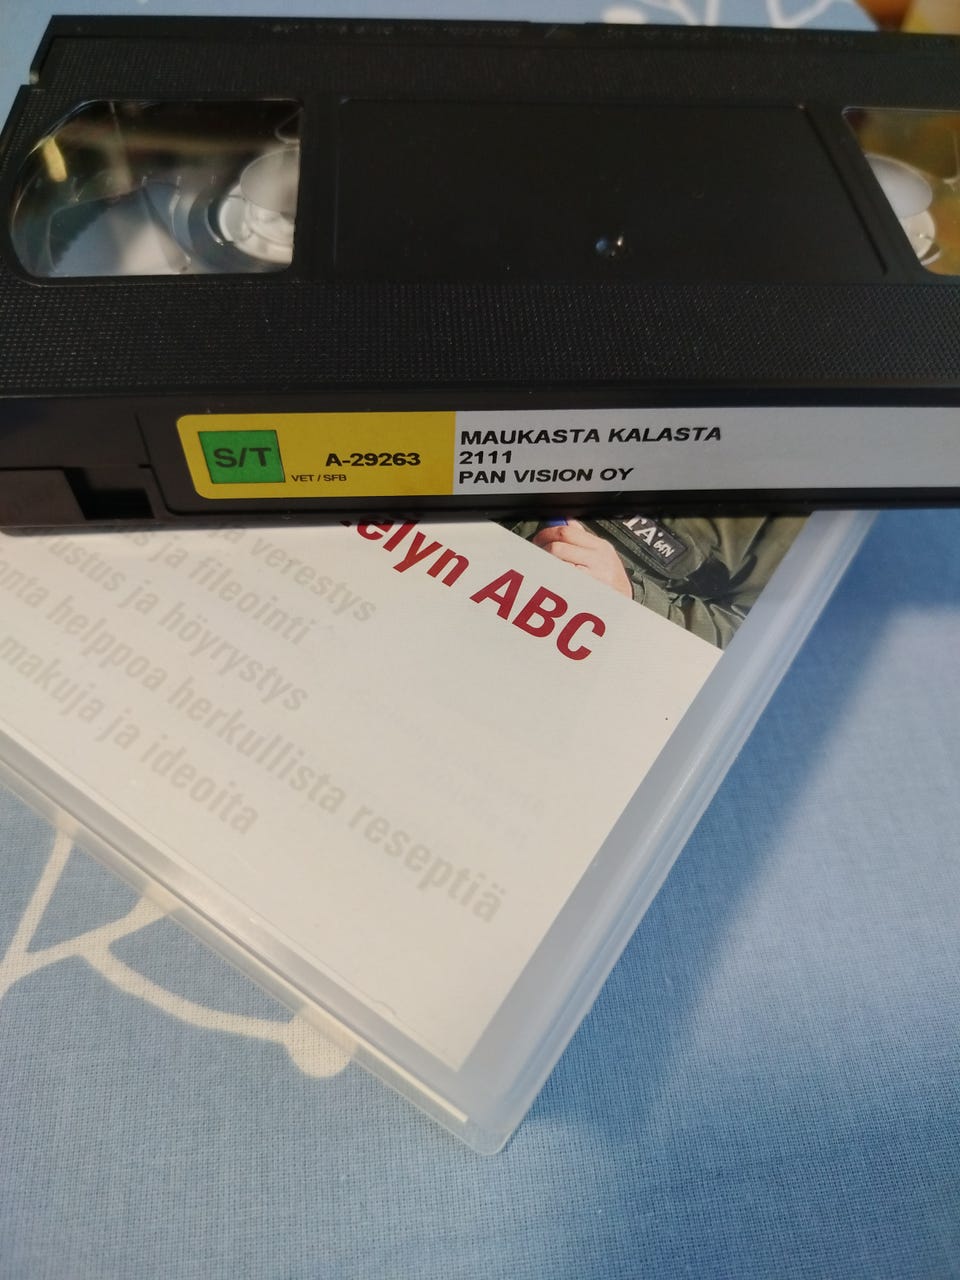 S/T
VET / SFB
A-29263
MAUKASTA KALASTA
2111
PAN VISION OY
elyn ABC
verestys
ja fileointi
ustus ja höyrystys
helppoa herkullista reseptiä
makuja ja ideoita